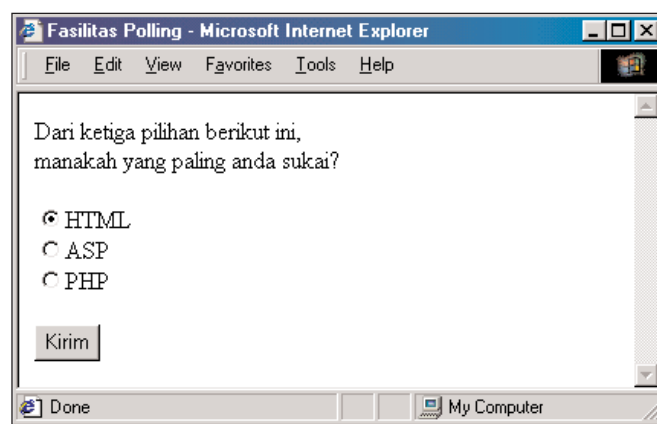 Fasilitas Polling - Microsoft Internet Explorer
File Edit View Favorites Tools Help
Dari ketiga pilihan berikut ini,
manakah yang paling anda sukai?
HTML
ASP
PHP
Kirim
Done My Computer